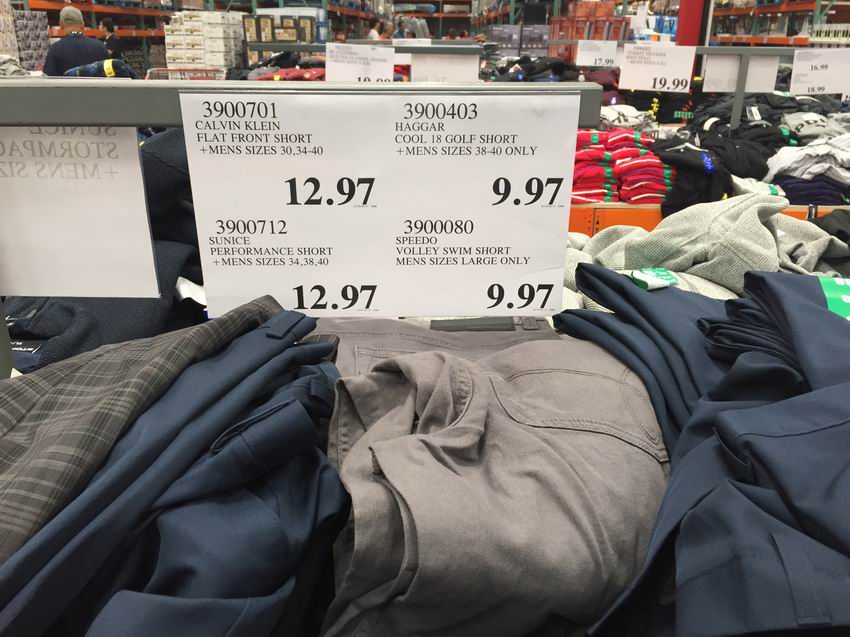 3900701
CALVIN KLEIN
FLAT FRONT SHORT
+MENS SIZES 30,34-40
12.97
3900403
HAGGAR
COOL 18 GOLF SHORT
+MENS SIZES 38-40 ONLY
9.97
3900712
SUNICE
PERFORMANCE SHORT
+MENS SIZES 34,38,40
12.97
3900080
SPEEDO
VOLLEY SWIM SHORT
MENS SIZES LARGE ONLY
9.97
SUNICE
STORMPAC
+MENS SIZ
17.99
19.99
16.99
18.99